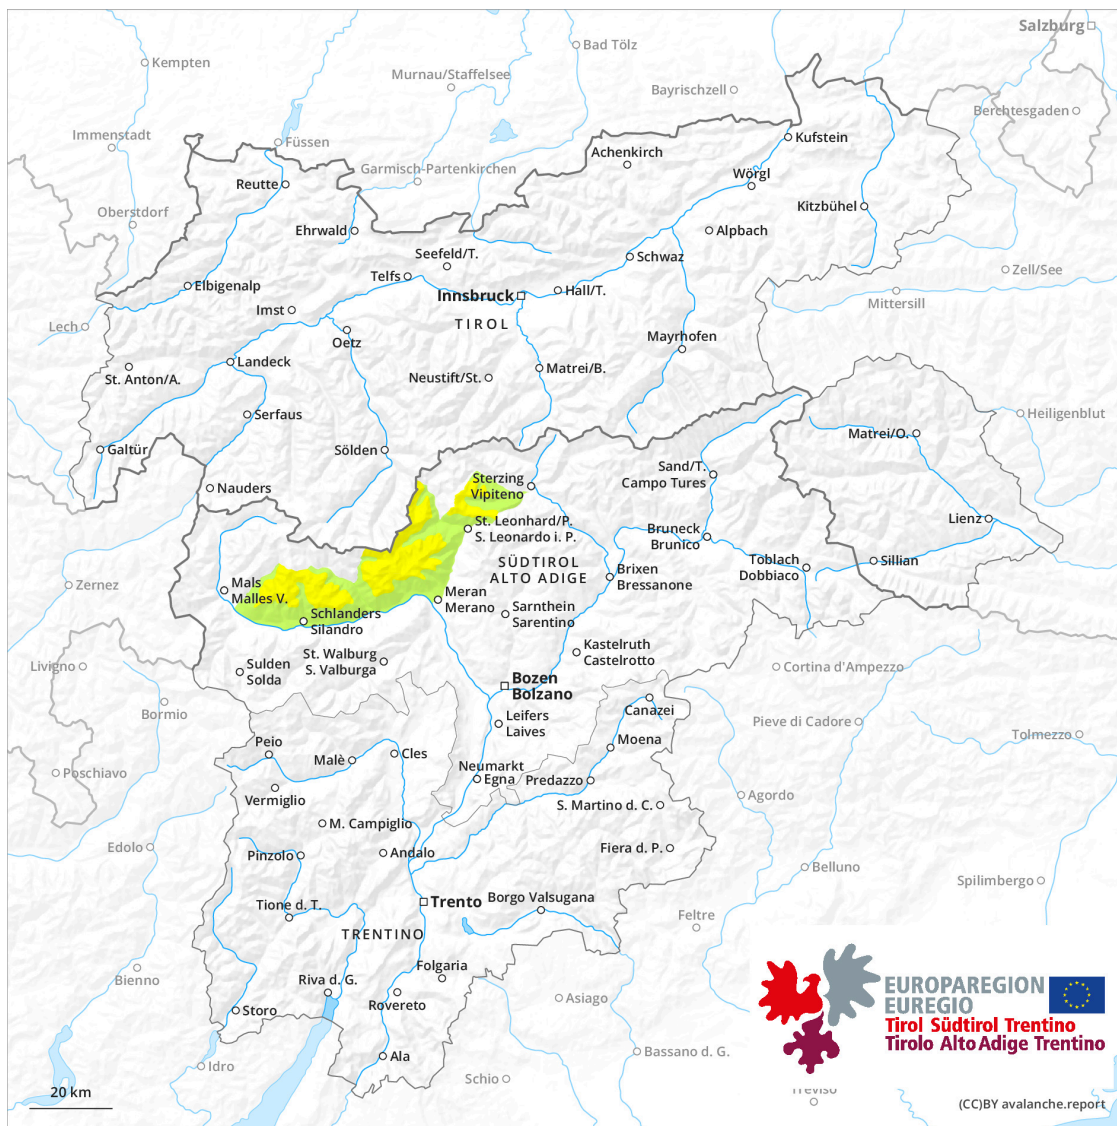 Salzburg
Bad Tölz
Kempten
Murnau/Staffelsee
Bayrischzell
Berchtesgaden
Immenstadt
Füssen
Kufstein
Achenkirch
Garmisch-Partenkirchen
Wörgl
Reutte
Kitzbühel
Oberstdorf
Ehrwald
Alpbach
Seefeld/T.
Schwaz
Zell/See
Telfs
Elbigenalp
Innsbruck
Hall/T.
Mittersill
Imst
TIROL
Lech
Oetz
Mayrhofen
Landeck
Matrei/B.
St. Anton/A.
Neustift/St.
Serfaus
Heiligenblut
Matrei/O.
Galtür
Sölden
Sand/T.
Campo Tures
Sterzing
Vipiteno
Nauders
Lienz
St. Leonhard/P.
S. Leonardo i. P.
Bruneck
Brunico
SÜDTIROL
ALTO ADIGE
Toblach
Dobbiaco
Sillian
Brixen
Bressanone
Zernez
Mals
Malles V.
Meran
Merano
Sarnthein
Sarentino
Schlanders
Silandro
Kastelruth
Castelrotto
St. Walburg
S. Valburga
Livigno
Sulden
Solda
Cortina d'Ampezzo
Bozen
Bolzano
Bormio
Canazei
Leifers
Laives
Pieve di Cadore
Moena
Tolmezzo
Peio
Cles
Malè
Neumarkt
Egna
Poschiavo
Predazzo
Vermiglio
Agordo
S. Martino d. C.
M. Campiglio
Edolo
Pinzolo
Andalo
Fiera d. P.
Belluno
Spilimbergo
Trento
Borgo Valsugana
Tione d. T.
Feltre
TRENTINO
Folgaria
Bienno
Riva d. G.
Rovereto
Asiago
Storo
EUROPAREGION
EUREGIO
Tirol Südtirol Trentino
Tirolo Alto Adige Trentino
Ala
Bassano d. G.
Idro
Schio
Treviso
20 km
(CC)BY avalanche.report